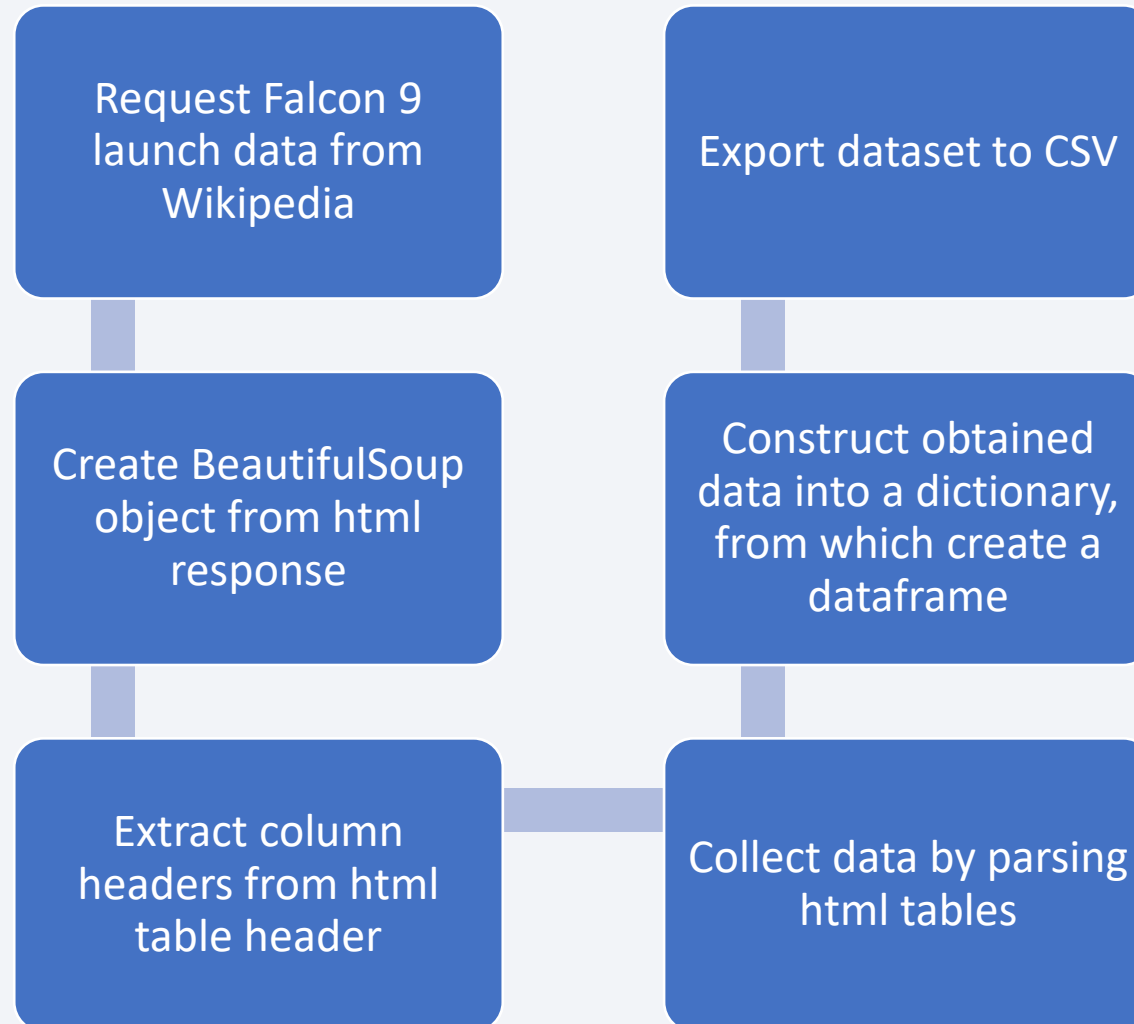 Request Falcon 9
launch data from
Wikipedia
Create BeautifulSoup
object from html
response
Extract column
headers from html
table header
Collect data by parsing
html tables
Construct obtained
data into a dictionary,
from which create a
dataframe
Export dataset to CSV